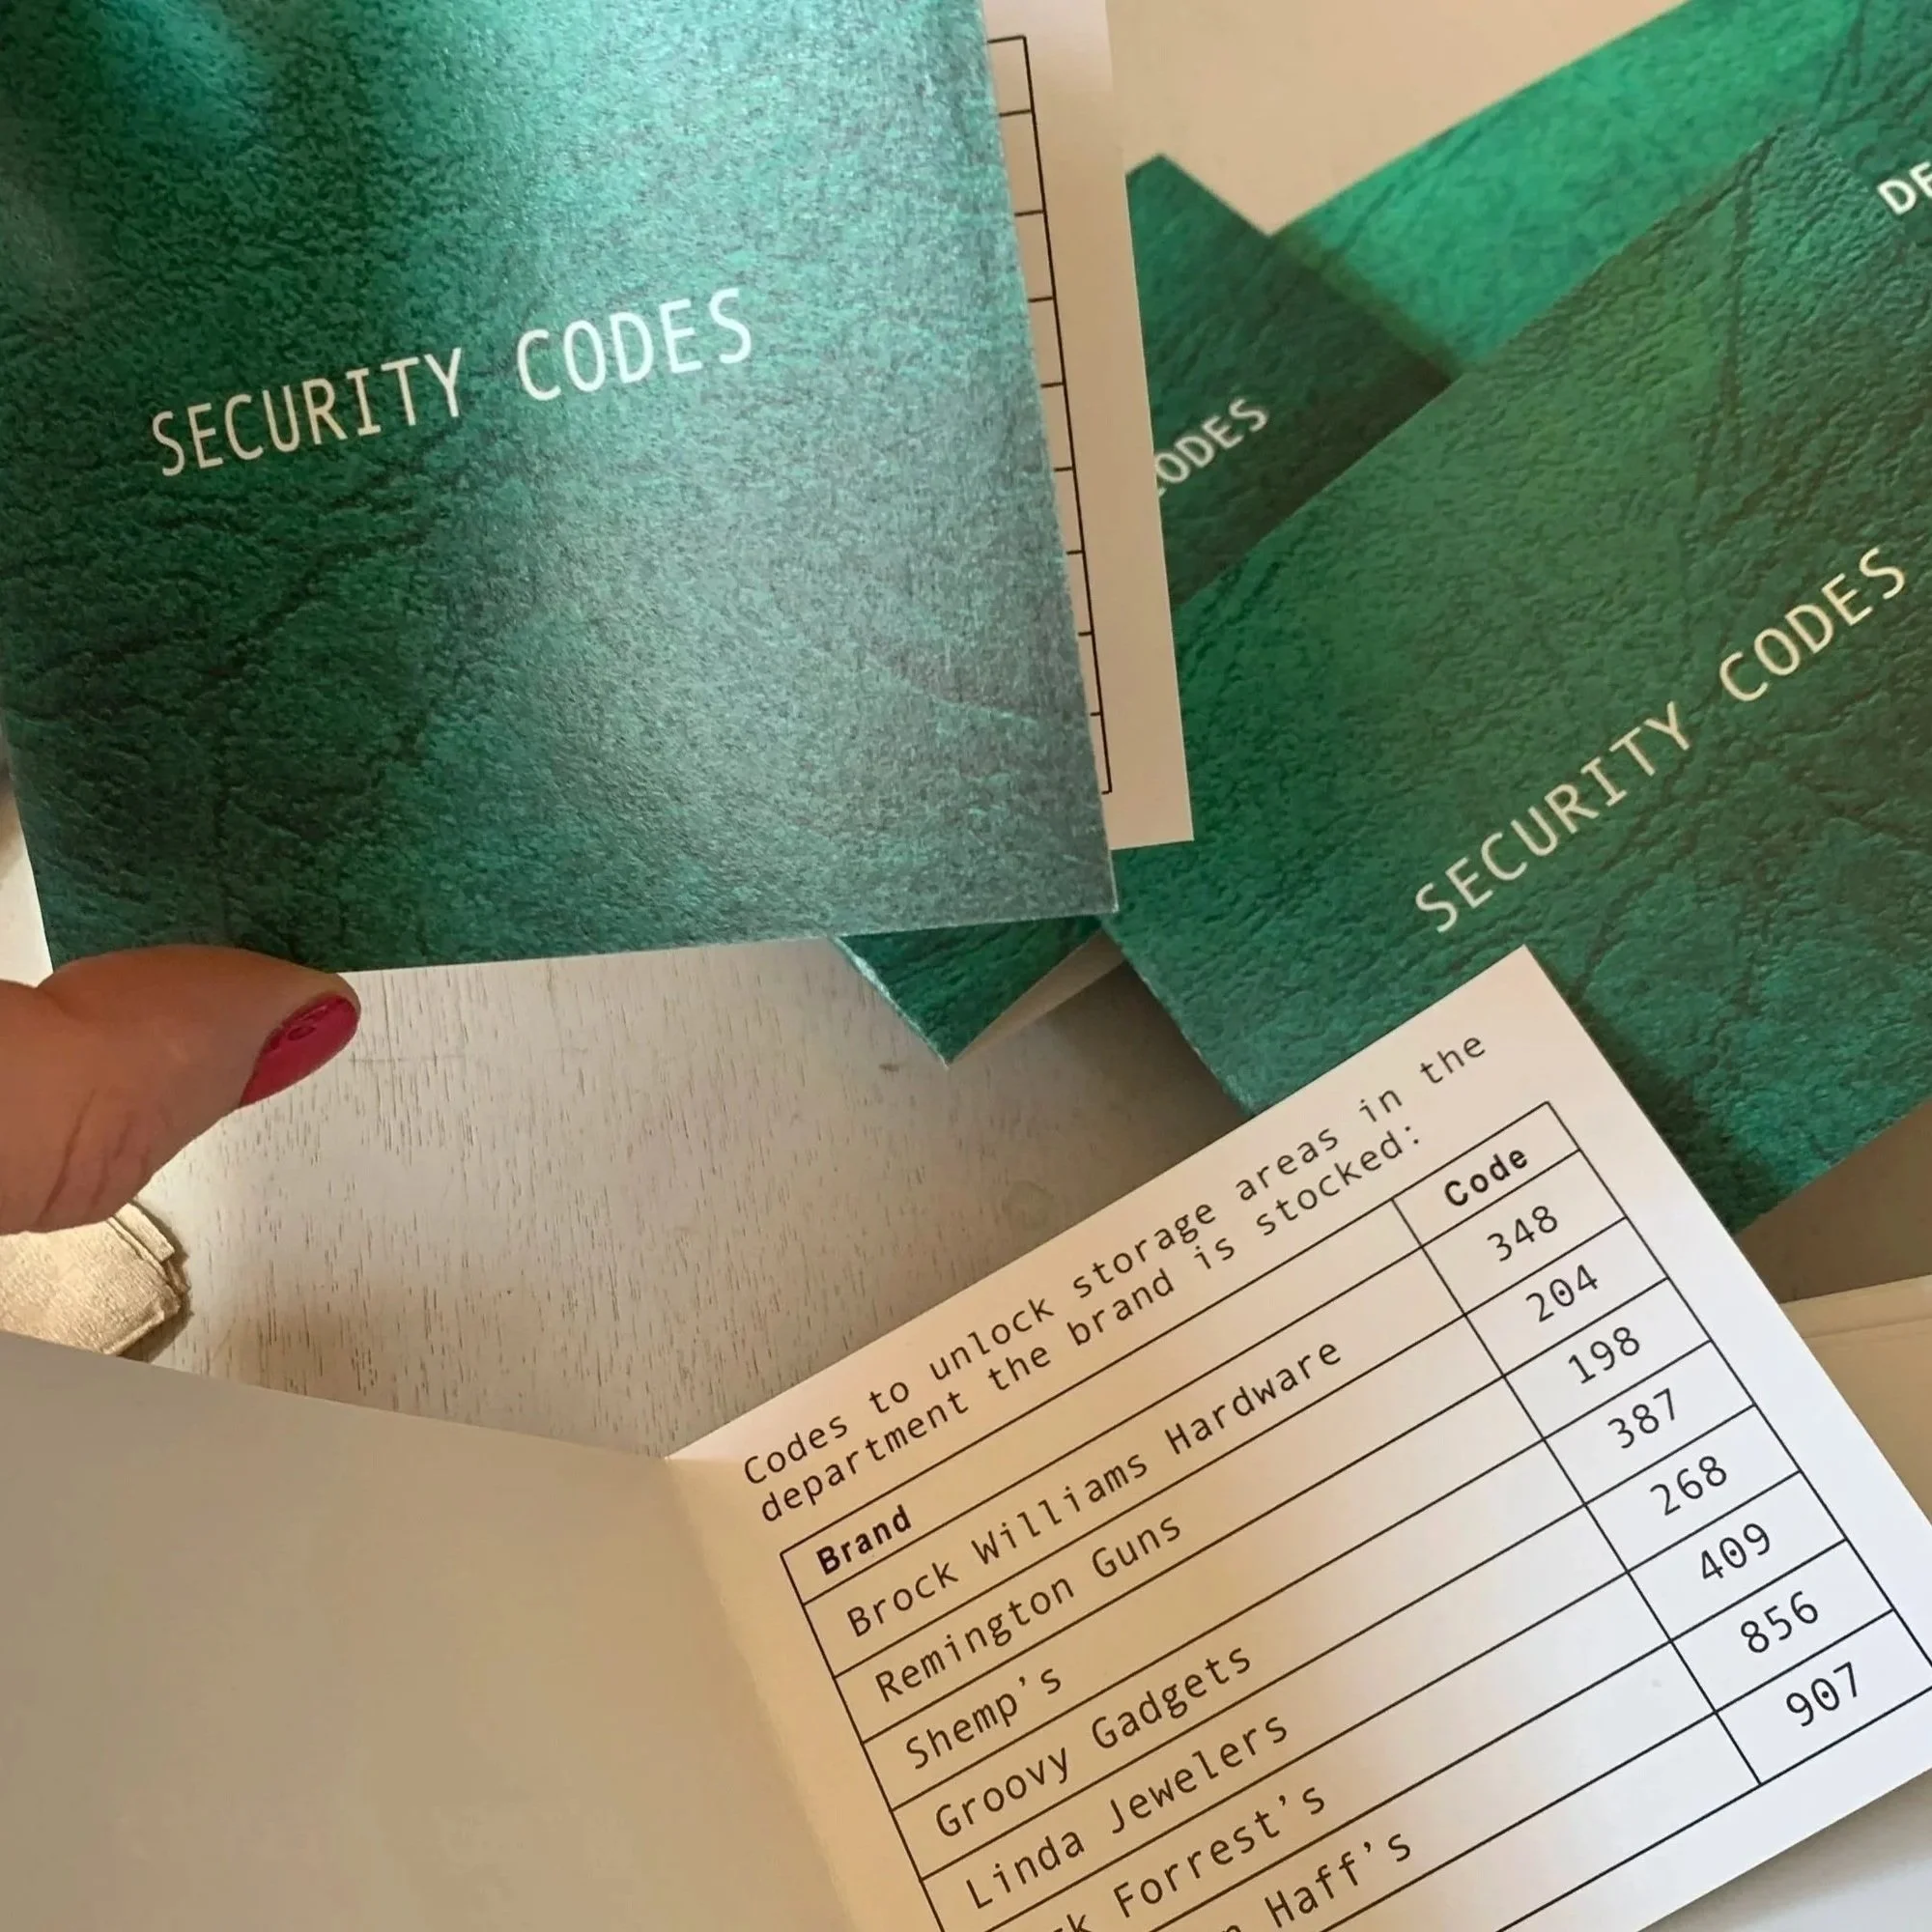 SECURITY CODES
CODES
DE
SECURITY CODES
Codes to unlock storage areas in the
department the brand is stocked:
Brand Code
Brock Williams Hardware 348
Remington Guns 204
Shemp's 198
Groovy Gadgets 387
Linda Jewelers 268
Forrest's 409
Haff's 856
907